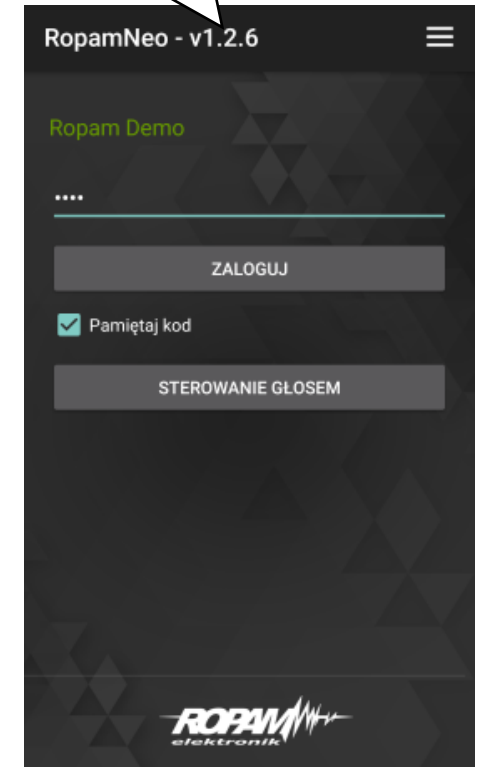 RopamNeo - v1.2.6
Ropam Demo
....
ZALOGUJ
Pamiętaj kod
STEROWANIE GŁOSEM
ROPAM
elektronik